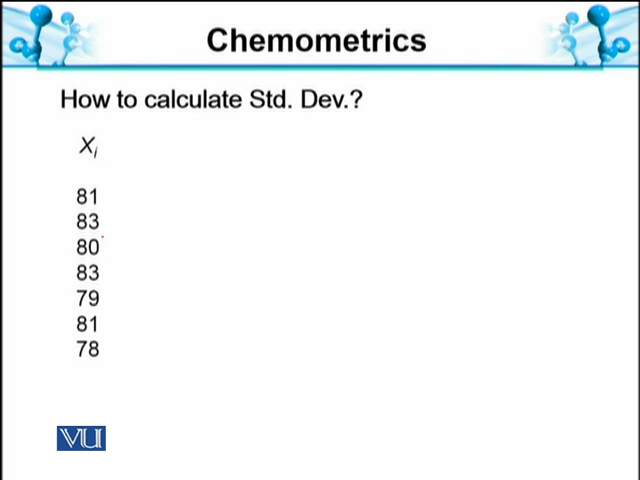 Chemometrics
How to calculate Std. Dev.?
Xi
81
83
80
83
79
81
78
VU